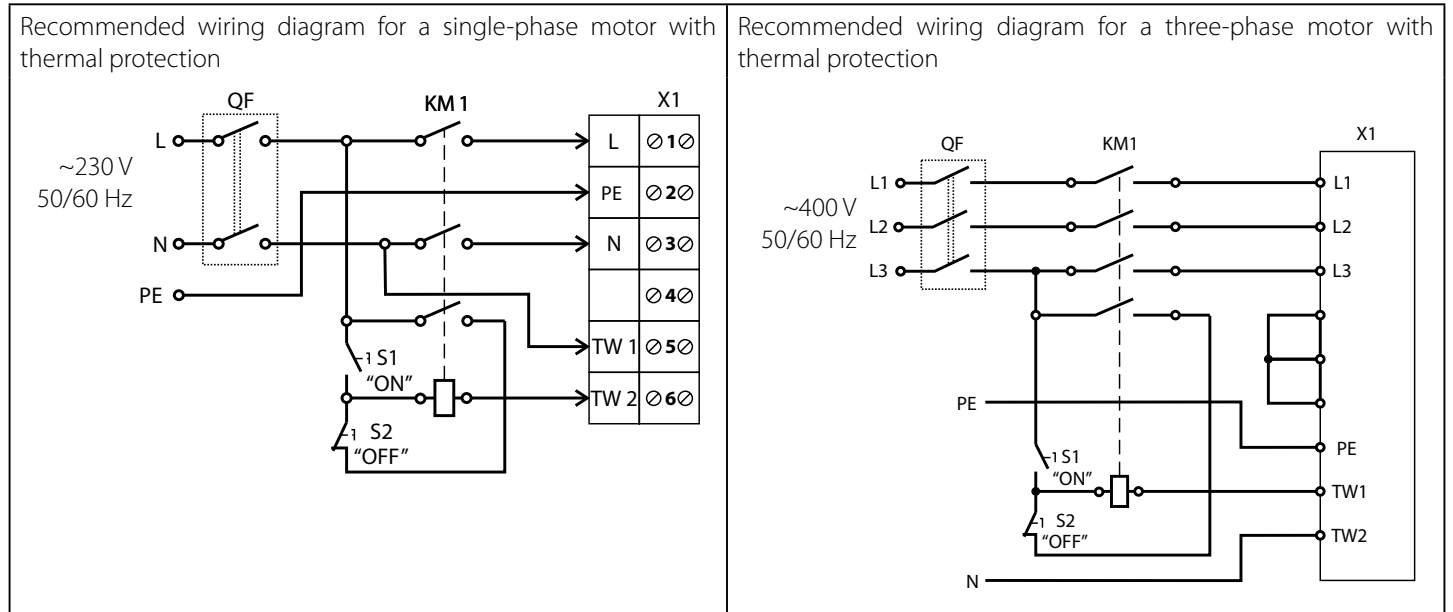 Recommended wiring diagram for a single-phase motor with
thermal protection
QF
KM 1
X1
L
L
1
~230 V
50/60 Hz
PE
2
N
N
3
PE
4
S1
"ON"
TW 1
5
TW 2
6
S2
"OFF"
Recommended wiring diagram for a three-phase motor with
thermal protection
X1
QF
KM1
L1
L1
~400 V
50/60 Hz
L2
L2
L3
L3
PE
PE
S1
"ON"
TW1
S2
"OFF"
TW2
N